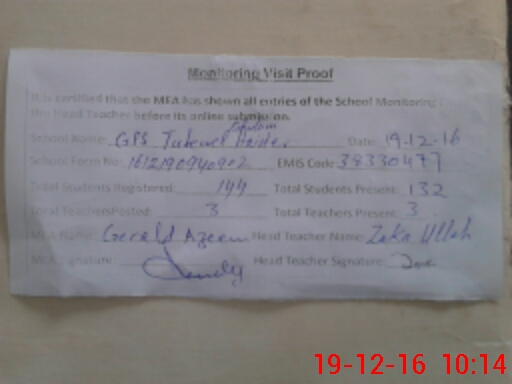 Monitoring Visit Proof
It is certified that the MEA has shown all entries of the School Monitoring
the Head Teacher before its online submission.
School Name: GPS Haider Date: 19-12-16
School Form No: 1612190940902 EMIS Code: 38330477
Total Students Registered: 144 Total Students Present: 132
Total Teachers Posted: 3 Total Teachers Present: 3
MEA Name: Gerald Azeem Head Teacher Name: Zaka Ullah
MEA Signature: Head Teacher Signature:
19-12-16 10:14